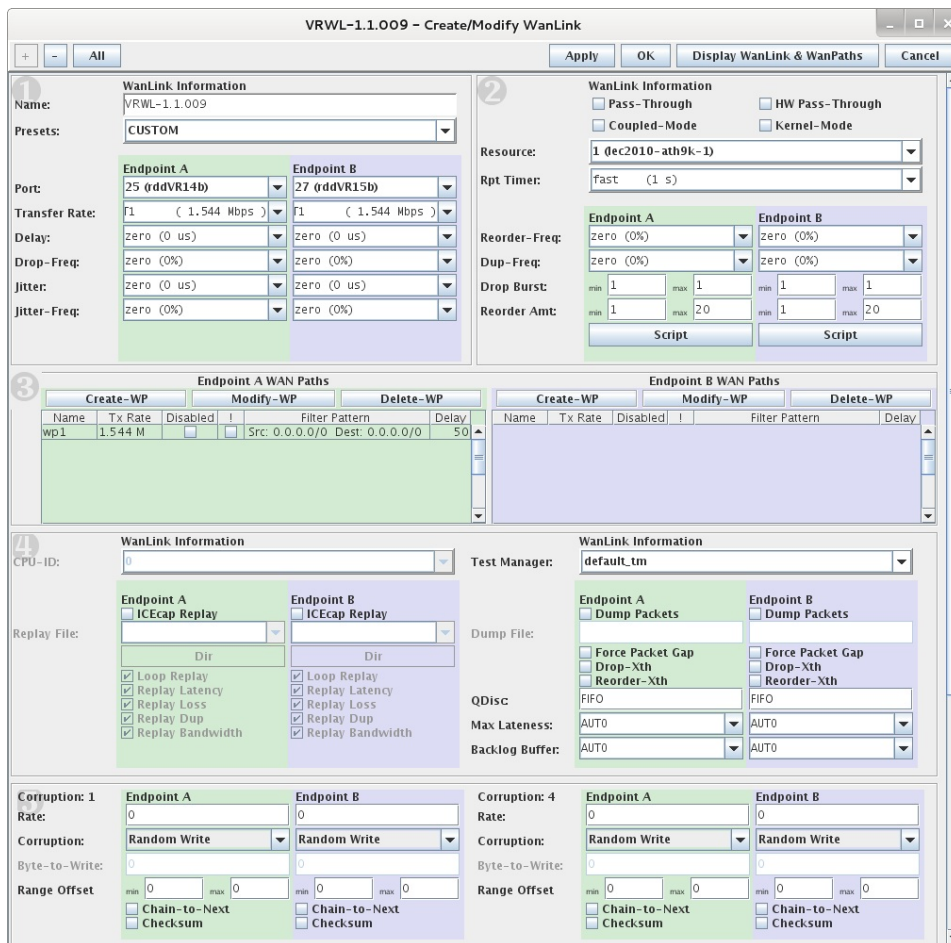 VRWL-1.1.009 - Create/Modify WanLink
+ - All Apply OK Display WanLink & WanPaths Cancel
1
WanLink Information
Name: VRWL-1.1.009
Presets: CUSTOM
Endpoint A Endpoint B
Port: 25 (rddVR14b) 27 (rddVR15b)
Transfer Rate: T1 ( 1.544 Mbps ) T1 ( 1.544 Mbps )
Delay: zero (0 us) zero (0 us)
Drop-Freq: zero (0%) zero (0%)
Jitter: zero (0 us) zero (0 us)
Jitter-Freq: zero (0%) zero (0%)
2
WanLink Information
Pass-Through HW Pass-Through
Coupled-Mode Kernel-Mode
Resource: 1 (lec2010-ath9k-1)
Rpt Timer: fast (1 s)
Endpoint A Endpoint B
Reorder-Freq: zero (0%) zero (0%)
Dup-Freq: zero (0%) zero (0%)
Drop Burst: min 1 max 1 min 1 max 1
Reorder Amt: min 1 max 20 min 1 max 20
Script Script
3
Endpoint A WAN Paths
Create-WP Modify-WP Delete-WP
Name Tx Rate Disabled ! Filter Pattern Delay
wp1 1.544 M Src: 0.0.0.0/0 Dest: 0.0.0.0/0 50
Endpoint B WAN Paths
Create-WP Modify-WP Delete-WP
Name Tx Rate Disabled ! Filter Pattern Delay
4
WanLink Information
CPU-ID: 0
Endpoint A Endpoint B
ICEcap Replay ICEcap Replay
Replay File:
Dir Dir
Loop Replay Loop Replay
Replay Latency Replay Latency
Replay Loss Replay Loss
Replay Dup Replay Dup
Replay Bandwidth Replay Bandwidth
WanLink Information
Test Manager: default_tm
Endpoint A Endpoint B
Dump Packets Dump Packets
Dump File:
Force Packet Gap Force Packet Gap
Drop-Xth Drop-Xth
Reorder-Xth Reorder-Xth
QDisc: FIFO FIFO
Max Lateness: AUTO AUTO
Backlog Buffer: AUTO AUTO
5
Corruption: 1 Endpoint A Endpoint B
Rate: 0 0
Corruption: Random Write Random Write
Byte-to-Write: 0 0
Range Offset min 0 max 0 min 0 max 0
Chain-to-Next Chain-to-Next
Checksum Checksum
Corruption: 4 Endpoint A Endpoint B
Rate: 0 0
Corruption: Random Write Random Write
Byte-to-Write: 0 0
Range Offset min 0 max 0 min 0 max 0
Chain-to-Next Chain-to-Next
Checksum Checksum